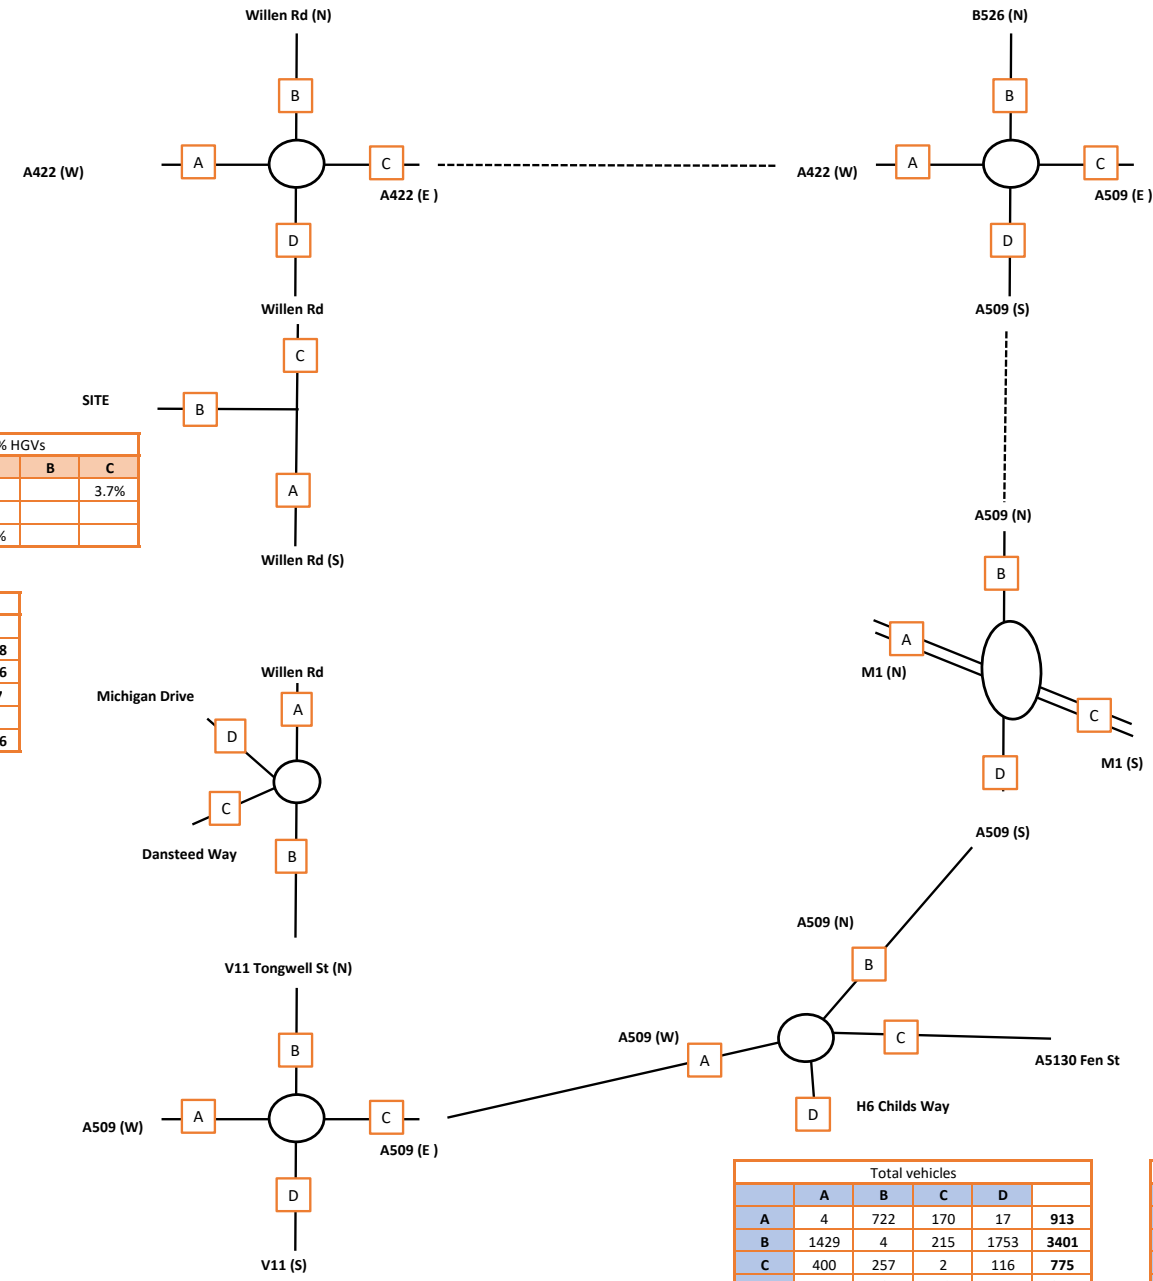 Willen Rd (N)
B526 (N)
B
B
A
C
A
C
A422 (W)
A422 (W)
A422 (E )
A509 (E )
D
D
Willen Rd
A509 (S)
C
SITE
B
% HGVs
B C
3.7%
%
A
A509 (N)
Willen Rd (S)
B
A
M1 (N)
8
6
7
6
Willen Rd
Michigan Drive
A
C
D
M1 (S)
D
C
A509 (S)
Dansteed Way
B
A509 (N)
B
V11 Tongwell St (N)
A509 (W)
C
B
A
A5130 Fen St
H6 Childs Way
D
A
C
A509 (W)
A509 (E )
D
V11 (S)
Total vehicles
A B C D
A 4 722 170 17 913
B 1429 4 215 1753 3401
C 400 257 2 116 775